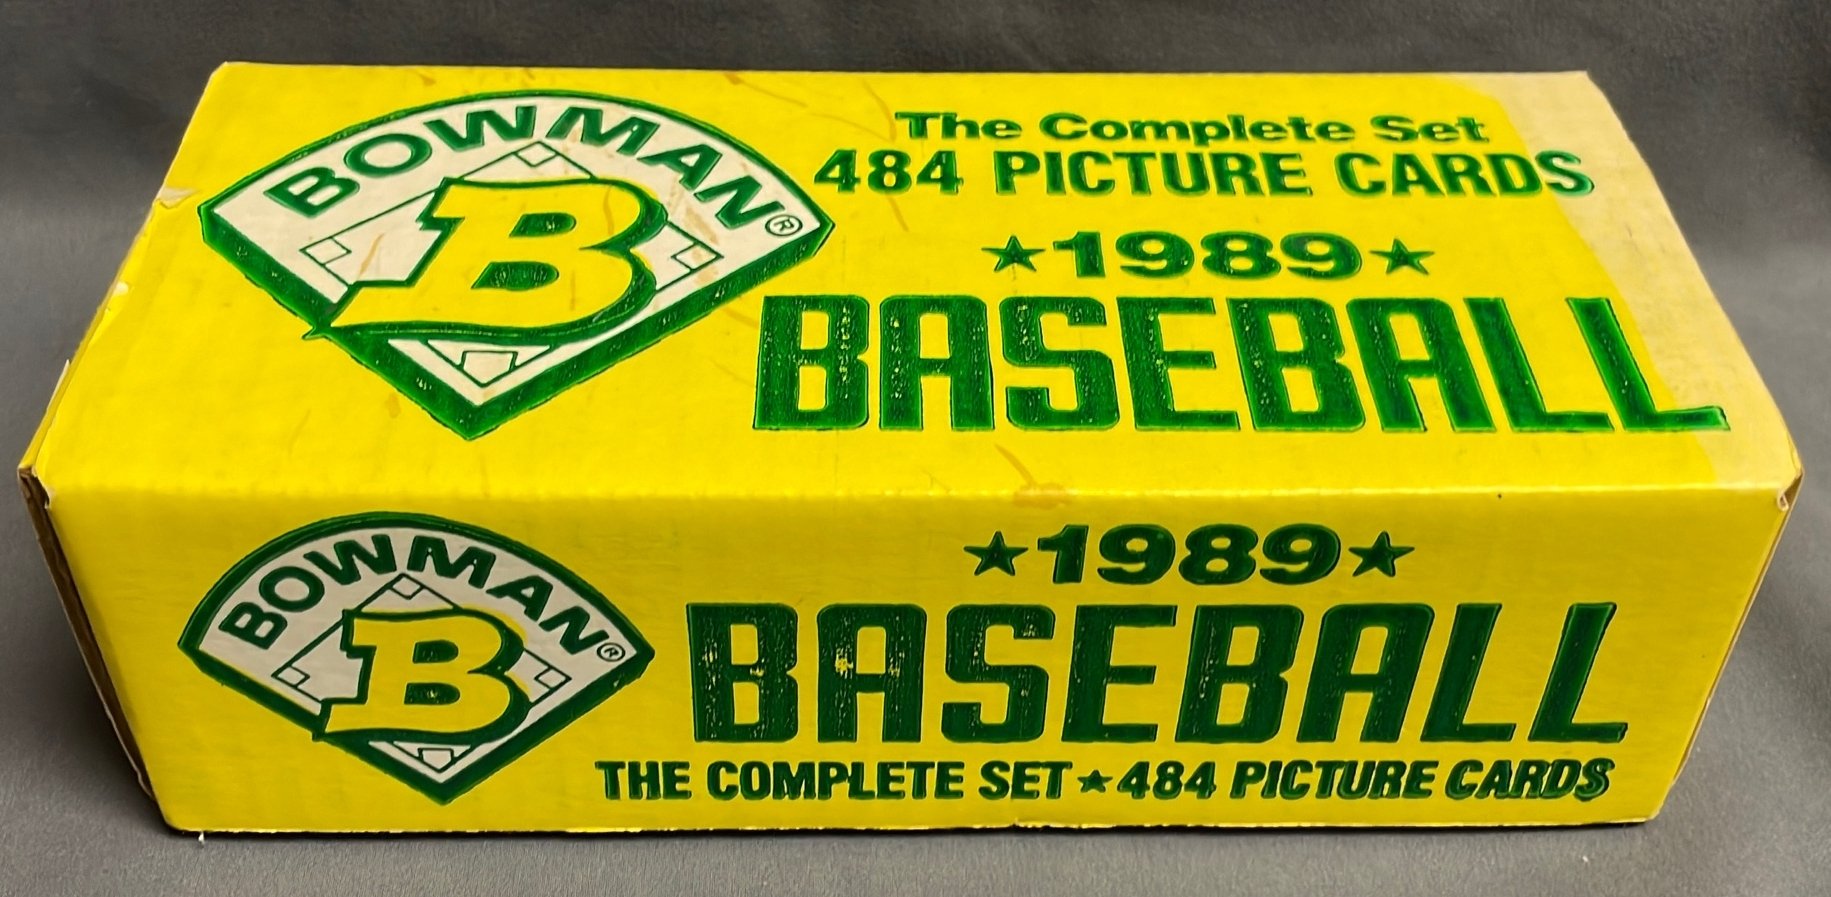 BOWMAN®
B
The Complete Set
484 PICTURE CARDS
★1989★
BASEBALL
BOWMAN®
B
★1989★
BASEBALL
THE COMPLETE SET★484 PICTURE CARDS